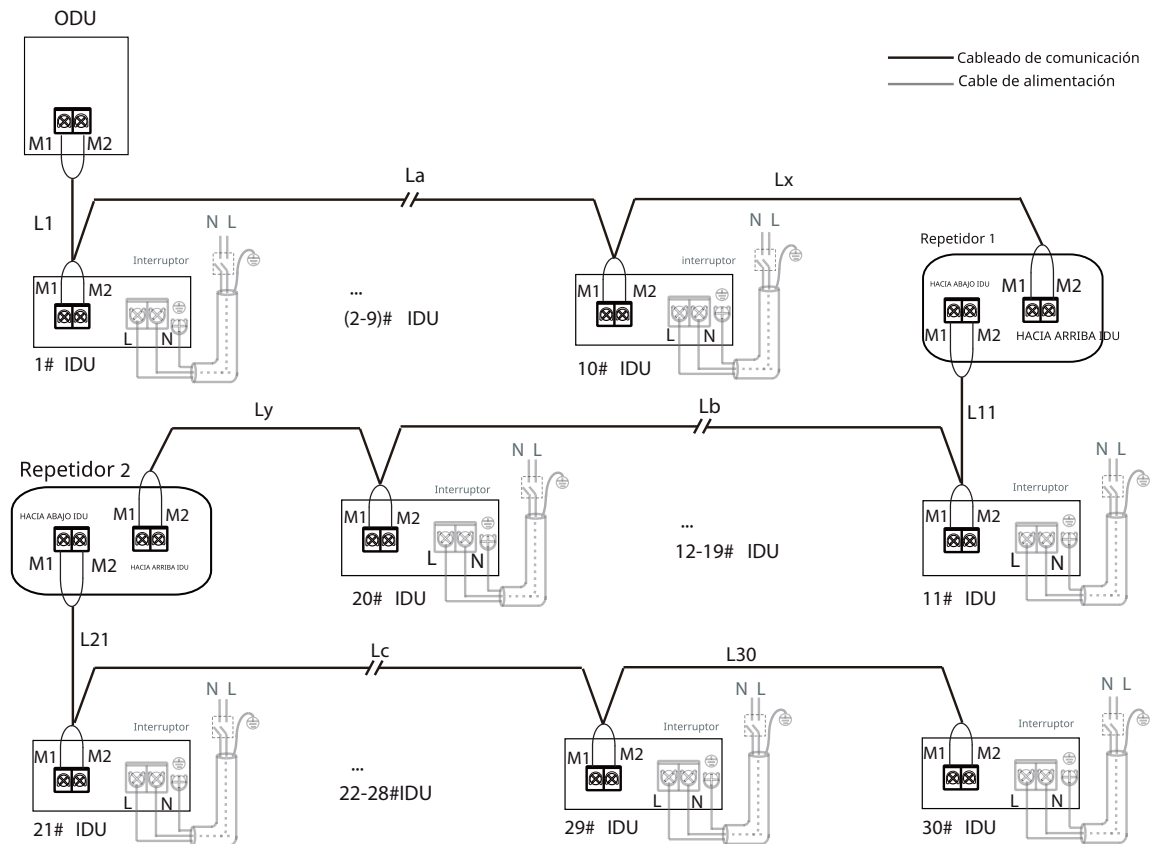 ODU
Cableado de comunicación
Cable de alimentación
M1 M2
La
Lx
L1
N L
N L
Repetidor 1
Interruptor
interruptor
HACIA ABAJO IDU
M1 M2
M1 M2
M1 M2
...
(2-9)# IDU
M1 M2
HACIA ARRIBA IDU
L N
L N
1# IDU
10# IDU
Ly
Lb
L11
N L
N L
Repetidor 2
Interruptor
Interruptor
HACIA ABAJO IDU
M1 M2
M1 M2
M1 M2
...
12-19# IDU
M1 M2
HACIA ARRIBA IDU
L N
L N
20# IDU
11# IDU
L21
Lc
L30
N L
N L
N L
Interruptor
Interruptor
Interruptor
M1 M2
M1 M2
M1 M2
...
22-28#IDU
L N
L N
L N
21# IDU
29# IDU
30# IDU